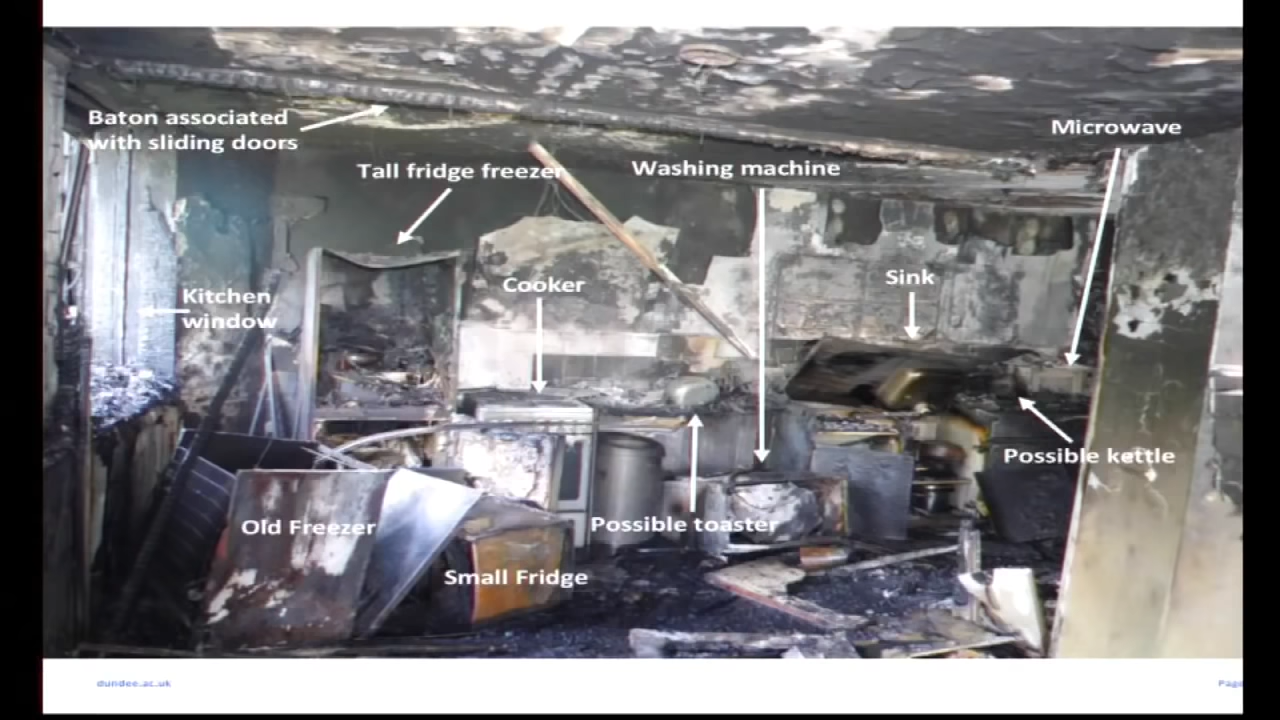 Baton associated
with sliding doors
Microwave
Tall fridge freezer
Washing machine
Cooker
Sink
Kitchen
window
Possible kettle
Old Freezer
Possible toaster
Small Fridge
dundee.ac.uk
Page